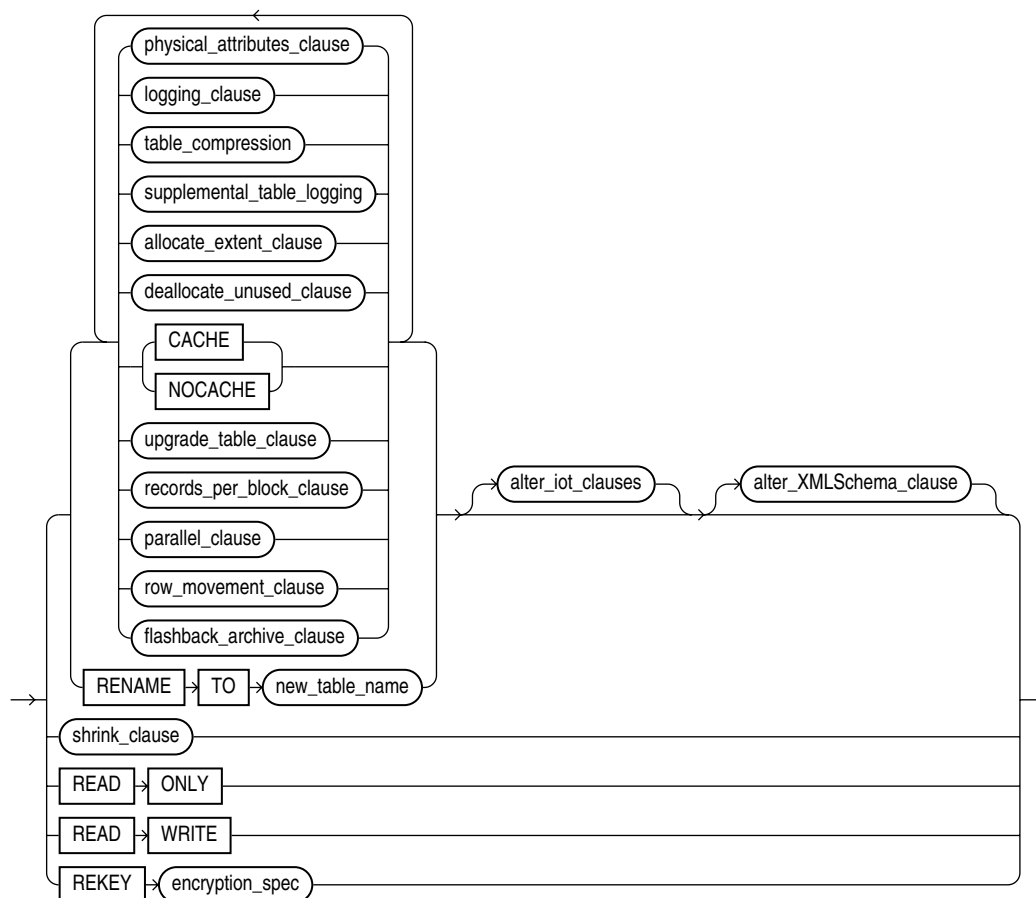 physical_attributes_clause
logging_clause
table_compression
supplemental_table_logging
allocate_extent_clause
deallocate_unused_clause
CACHE
NOCACHE
upgrade_table_clause
records_per_block_clause
parallel_clause
row_movement_clause
flashback_archive_clause
RENAME TO new_table_name
alter_iot_clauses alter_XMLSchema_clause
shrink_clause
READ ONLY
READ WRITE
REKEY encryption_spec